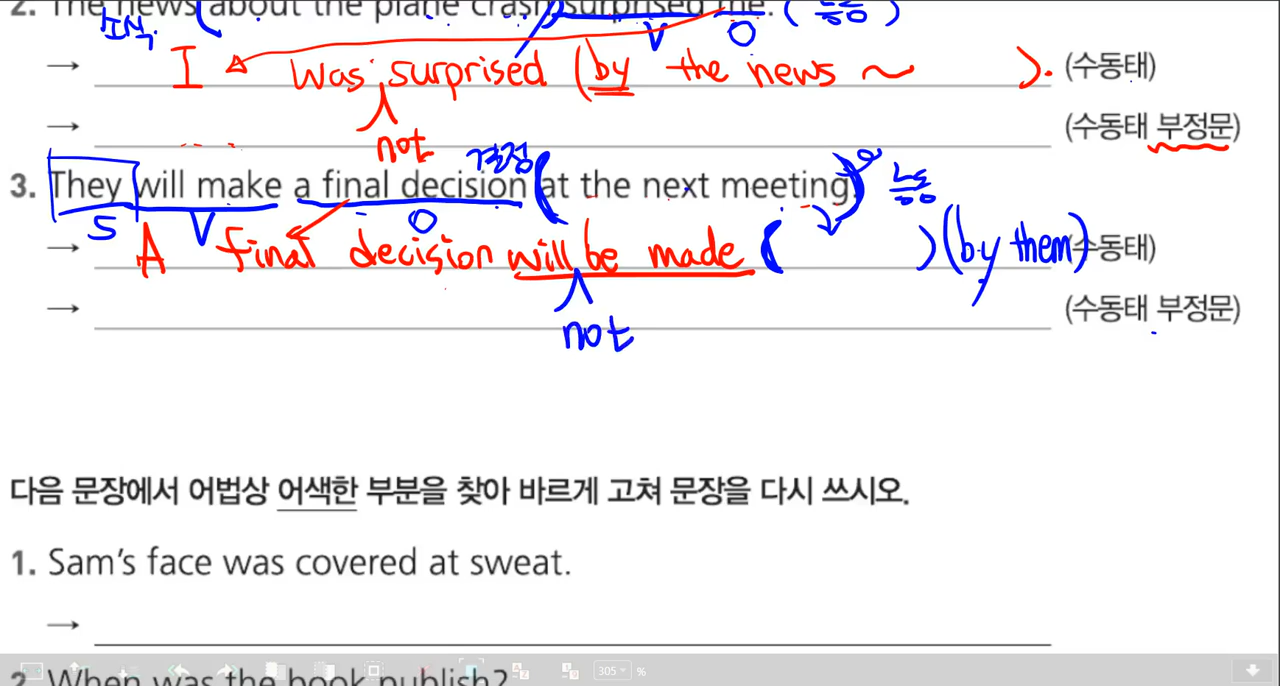 2. The news about the plane crash surprised me. (능동)
인식 V O
→ I was surprised (by the news ~ ). (수동태)
→ not (수동태 부정문)
결정
3. They will make a final decision (at the next meeting) 능동
S V O
→ A final decision will be made ( ) (by them) (수동태)
→ not (수동태 부정문)
다음 문장에서 어법상 어색한 부분을 찾아 바르게 고쳐 문장을 다시 쓰시오.
1. Sam's face was covered at sweat.
→
305 %
2. When was the book publish?